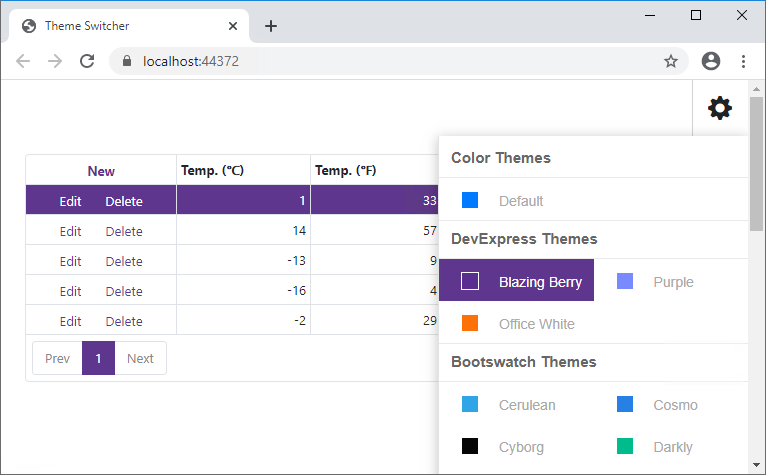 Theme Switcher
localhost:44372
New Temp. (°C) Temp. (°F)
Edit Delete 1 33
Edit Delete 14 57
Edit Delete -13 9
Edit Delete -16 4
Edit Delete -2 29
Prev 1 Next
Color Themes
Default
DevExpress Themes
Blazing Berry Purple
Office White
Bootswatch Themes
Cerulean Cosmo
Cyborg Darkly